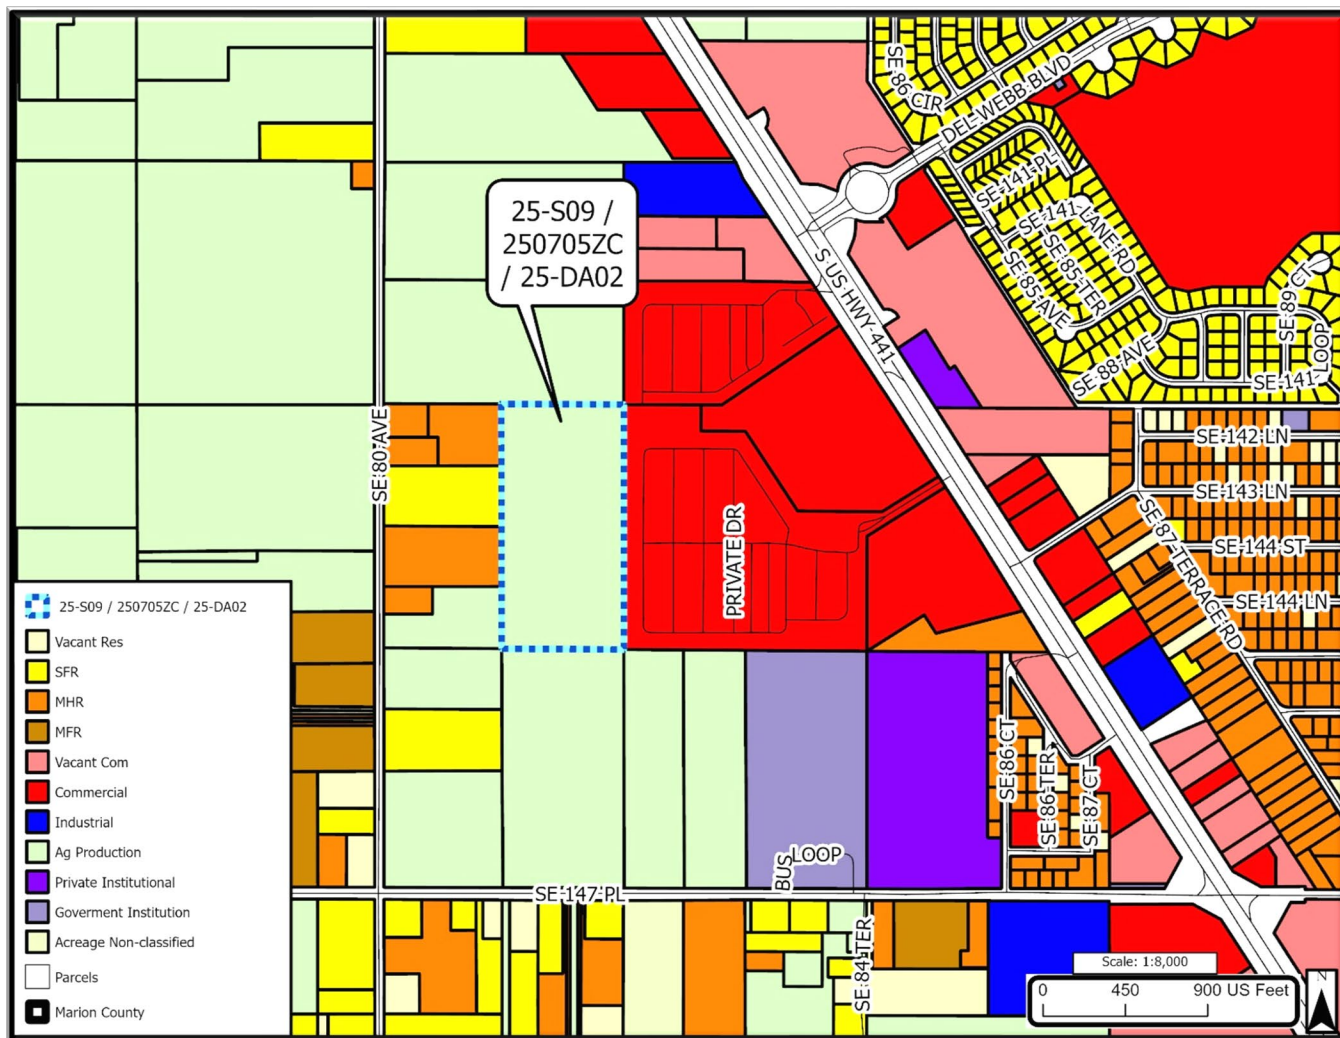 SE 86 CIR
DEL WEBB BLVD
SE 141 PL
SE 141 LANE RD
SE 85 TER
SE 85 AVE
SE 88 AVE
SE 89 CT
LOOP
SE 141
25-S09 /
250705ZC
/ 25-DA02
S US HWY 441
SE 80 AVE
PRIVATE DR
SE 142 LN
SE 143 LN
SE 144 ST
SE 87 TERRACE RD
SE 144 LN
SE 86 CT
SE 86 TER
SE 87 CT
BUS
LOOP
SE 147 PL
SE 84 TER
25-S09 / 250705ZC / 25-DA02
Vacant Res
SFR
MHR
MFR
Vacant Com
Commercial
Industrial
Ag Production
Private Institutional
Goverment Institution
Acreage Non-classified
Parcels
Marion County
Scale: 1:8,000
0 450 900 US Feet
N